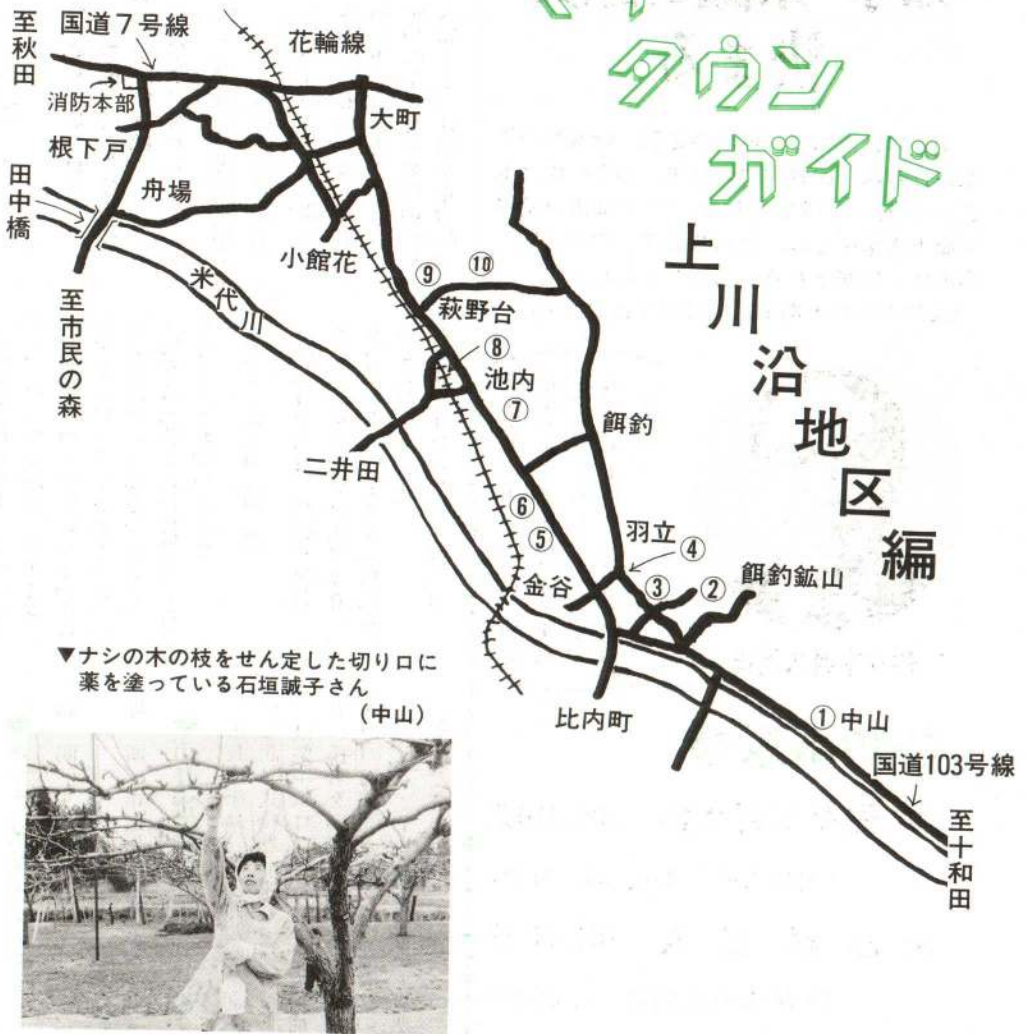 タウン
ガイド
上川沿地区編
至秋田
国道7号線
花輪線
消防本部
大町
根下戸
田中橋
舟場
小館花
至市民の森
米代川
⑨
⑩
萩野台
⑧
池内
⑦
餌釣
二井田
⑥
⑤
羽立
④
金谷
③
②
餌釣鉱山
比内町
①中山
国道103号線
至十和田
▼ナシの木の枝をせん定した切り口に
薬を塗っている石垣誠子さん
(中山)